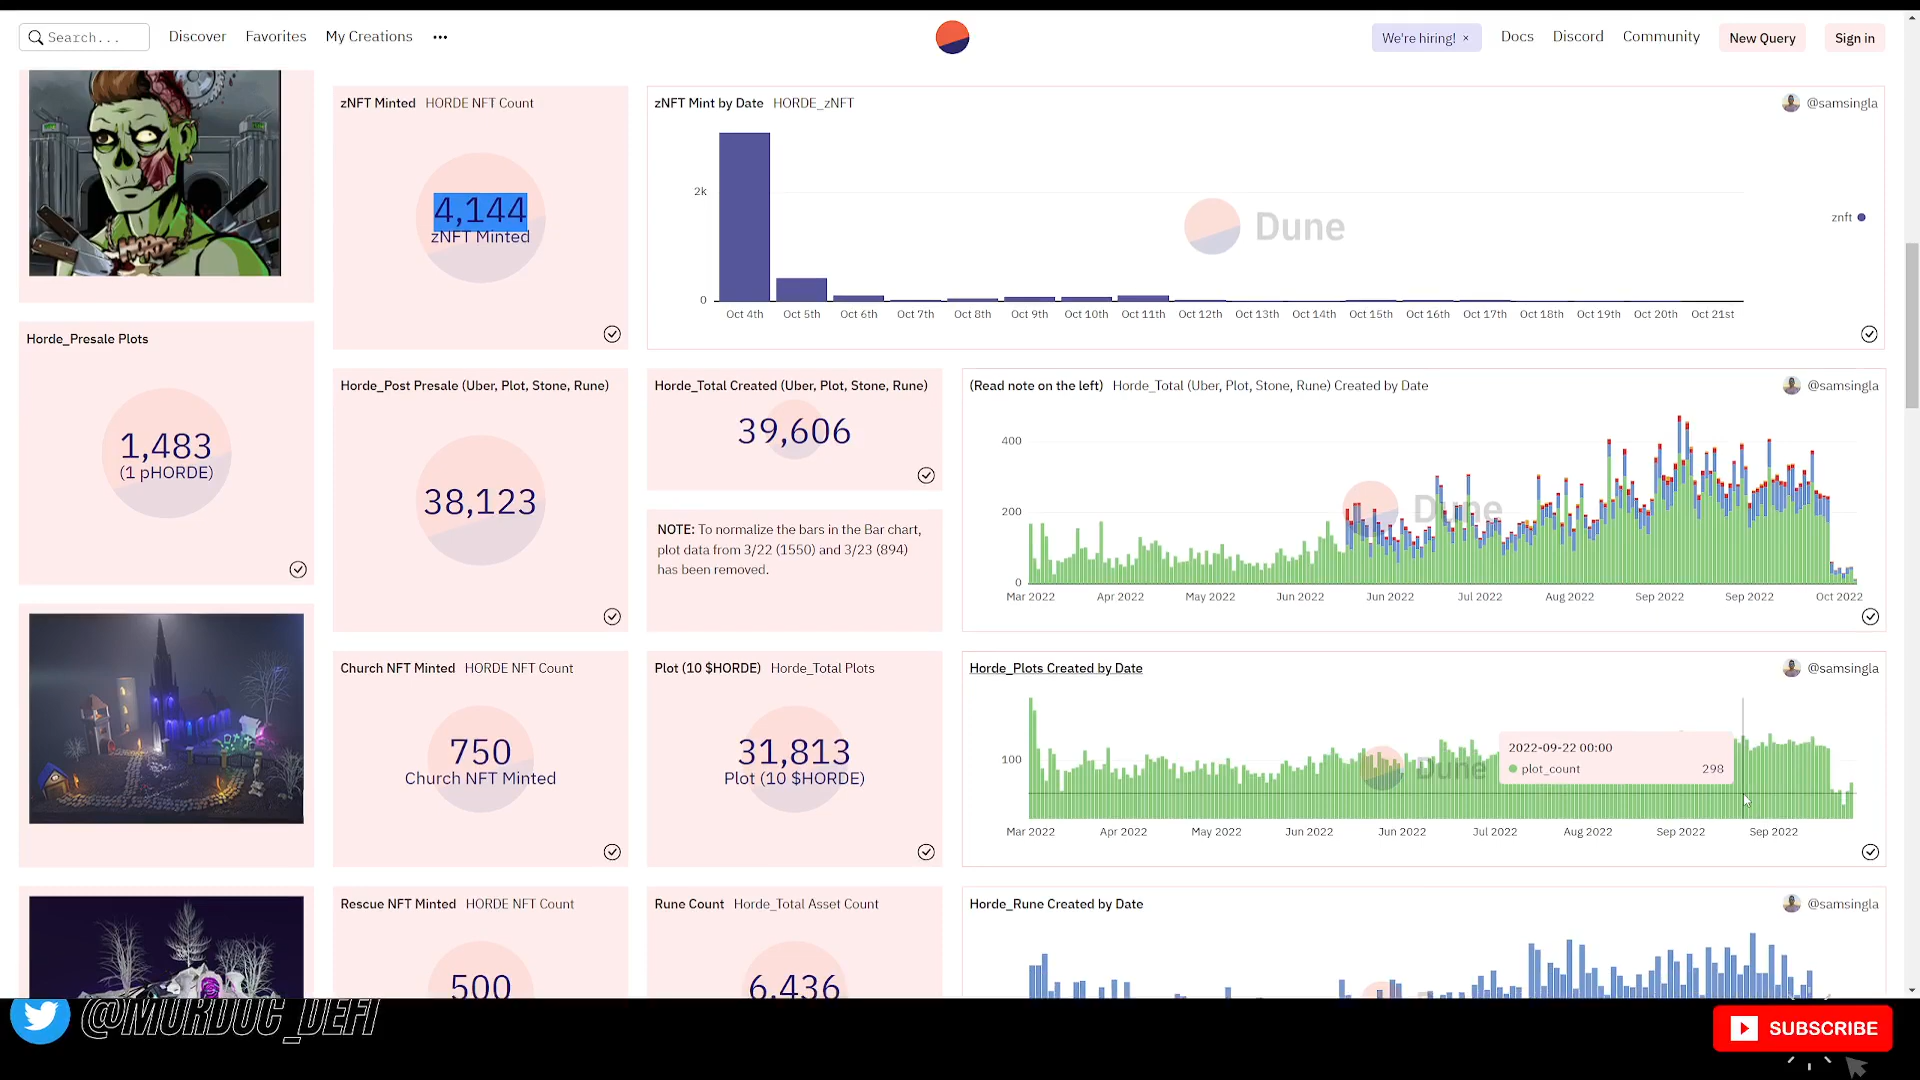 Search...
Discover
Favorites
My Creations
We're hiring! ×
Docs
Discord
Community
New Query
Sign in
zNFT Minted HORDE NFT Count
4,144
zNFT Minted
zNFT Mint by Date HORDE_zNFT
@samsingla
2k
0
Dune
znft
Oct 4th Oct 5th Oct 6th Oct 7th Oct 8th Oct 9th Oct 10th Oct 11th Oct 12th Oct 13th Oct 14th Oct 15th Oct 16th Oct 17th Oct 18th Oct 19th Oct 20th Oct 21st
Horde_Presale Plots
1,483
(1 pHORDE)
Horde_Post Presale (Uber, Plot, Stone, Rune)
38,123
Horde_Total Created (Uber, Plot, Stone, Rune)
39,606
NOTE: To normalize the bars in the Bar chart,
plot data from 3/22 (1550) and 3/23 (894)
has been removed.
(Read note on the left) Horde_Total (Uber, Plot, Stone, Rune) Created by Date
@samsingla
400
200
0
Dune
Mar 2022 Apr 2022 May 2022 Jun 2022 Jun 2022 Jul 2022 Aug 2022 Sep 2022 Sep 2022 Oct 2022
Church NFT Minted HORDE NFT Count
750
Church NFT Minted
Plot (10 $HORDE) Horde_Total Plots
31,813
Plot (10 $HORDE)
Horde_Plots Created by Date
@samsingla
100
Dune
2022-09-22 00:00
plot_count 298
Mar 2022 Apr 2022 May 2022 Jun 2022 Jun 2022 Jul 2022 Aug 2022 Sep 2022 Sep 2022
Rescue NFT Minted HORDE NFT Count
500
Rune Count Horde_Total Asset Count
6,436
Horde_Rune Created by Date
@samsingla
@MURDOC_DEFI
SUBSCRIBE